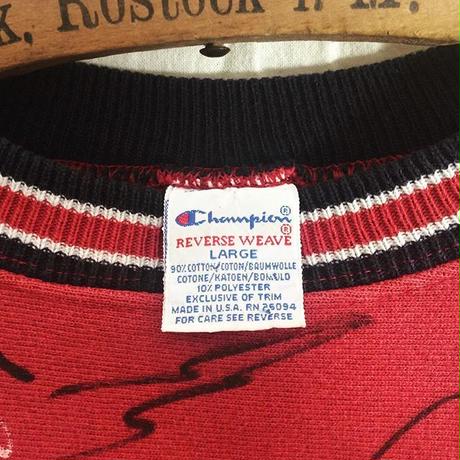 k, Rostock i. M.
Champion®
REVERSE WEAVE®
LARGE
90% COTTON/COTON/BAUMWOLLE
COTONE/KATOEN/BOMULD
10% POLYESTER
EXCLUSIVE OF TRIM
MADE IN U.S.A. RN 26094
FOR CARE SEE REVERSE